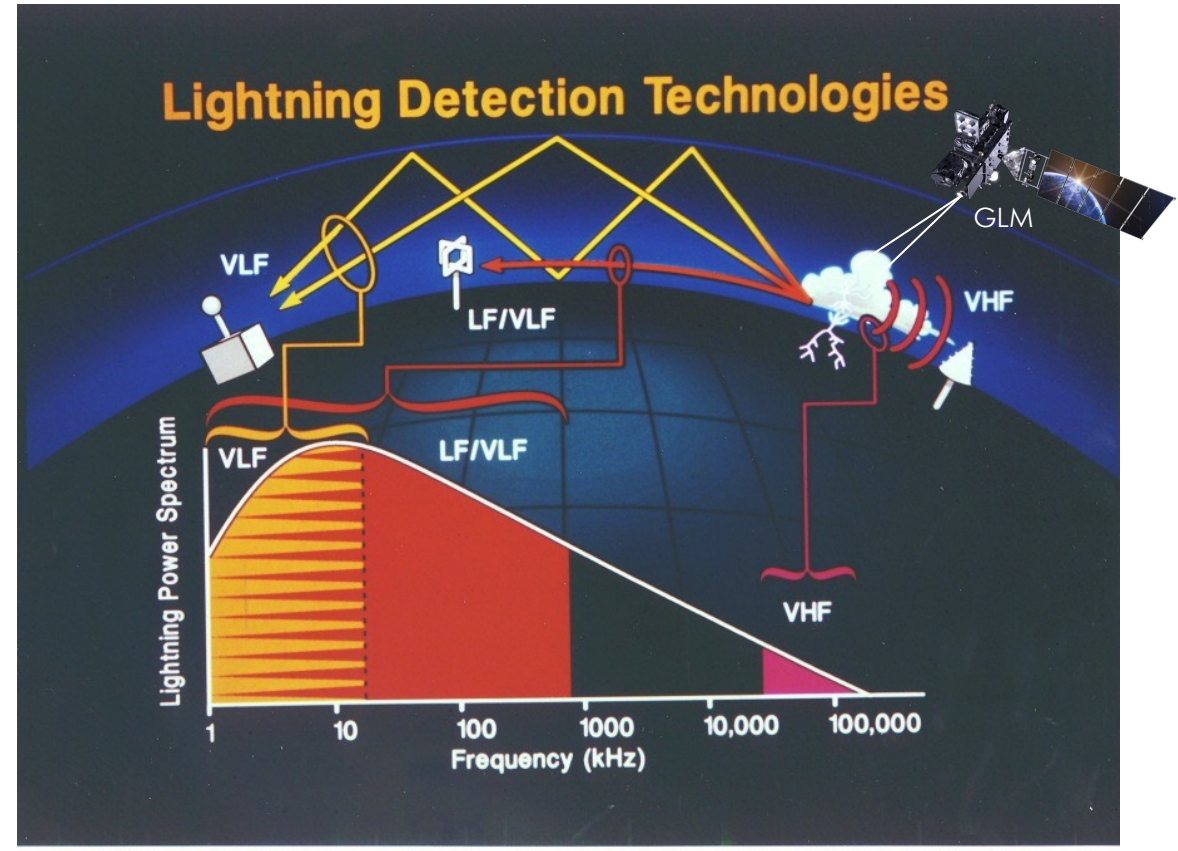 Lightning Detection Technologies
GLM
VLF
LF/VLF
VHF
VLF
LF/VLF
VHF
Lightning Power Spectrum
1
10
100
1000
10,000
100,000
Frequency (kHz)